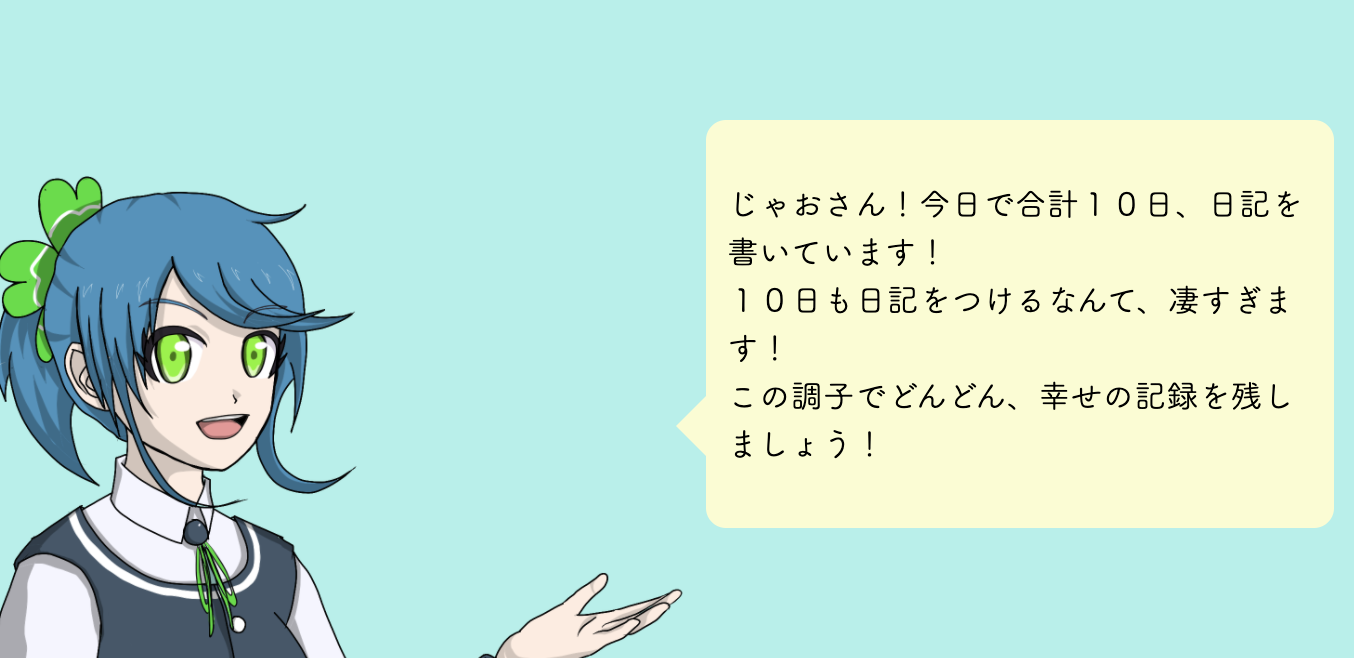 じゃおさん！今日で合計１０日、日記を
書いています！
１０日も日記をつけるなんて、凄すぎま
す！
この調子でどんどん、幸せの記録を残し
ましょう！